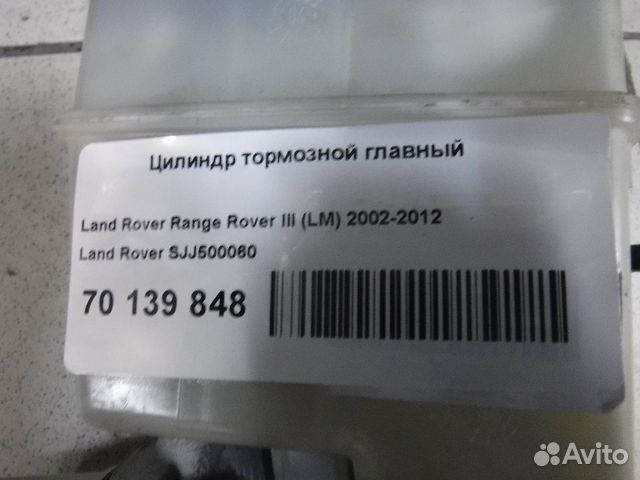 Цилиндр тормозной главный
Land Rover Range Rover III (LM) 2002-2012
Land Rover SJJ500060
70 139 848
Avito